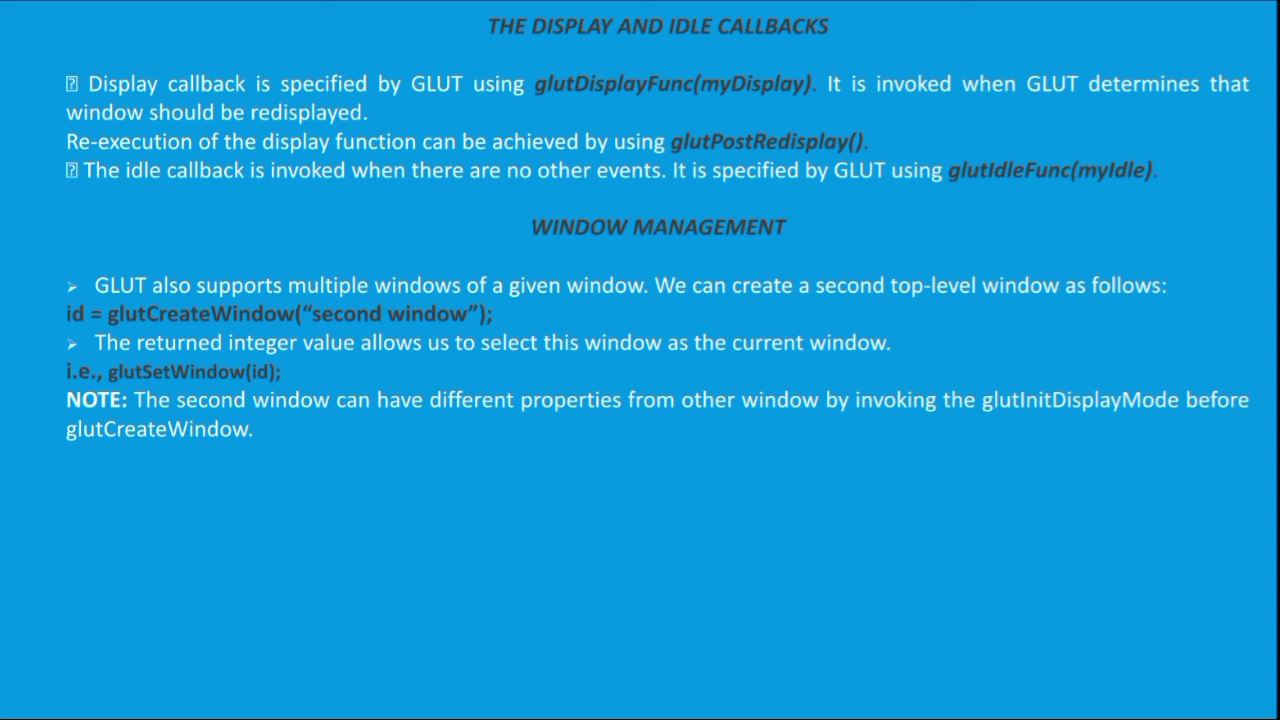 THE DISPLAY AND IDLE CALLBACKS
⍰ Display callback is specified by GLUT using glutDisplayFunc(myDisplay). It is invoked when GLUT determines that
window should be redisplayed.
Re-execution of the display function can be achieved by using glutPostRedisplay().
⍰ The idle callback is invoked when there are no other events. It is specified by GLUT using glutIdleFunc(myIdle).
WINDOW MANAGEMENT
➢ GLUT also supports multiple windows of a given window. We can create a second top-level window as follows:
id = glutCreateWindow(“second window”);
➢ The returned integer value allows us to select this window as the current window.
i.e., glutSetWindow(id);
NOTE: The second window can have different properties from other window by invoking the glutInitDisplayMode before
glutCreateWindow.